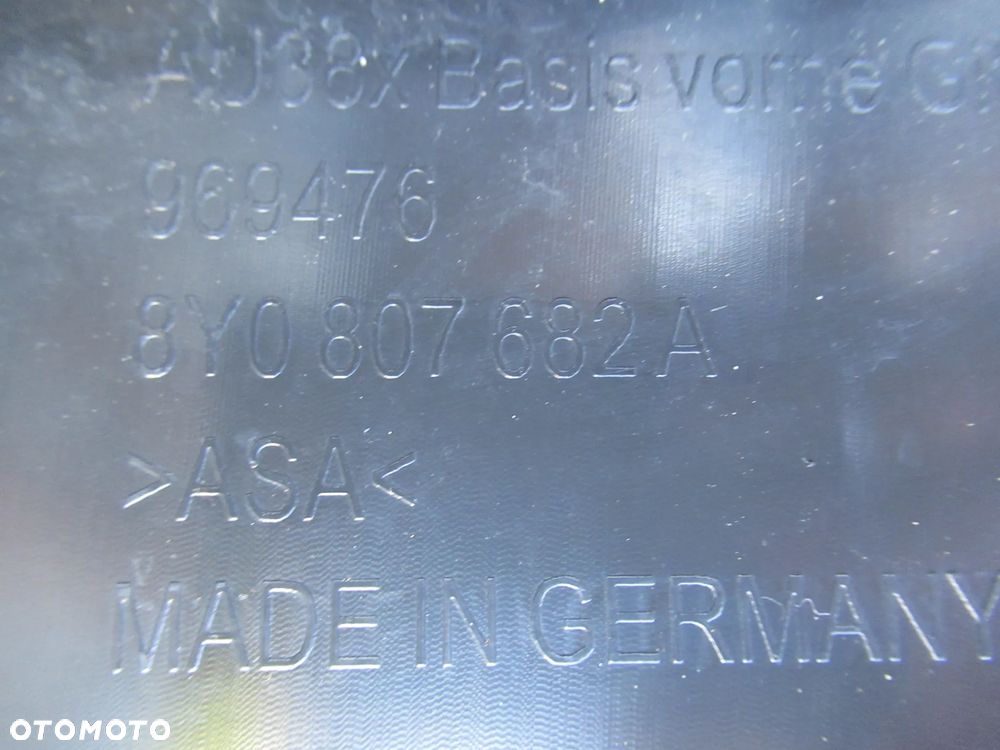 AU38x Basis vorne
969476
8Y0 807 682 A
>ASA<
MADE IN GERMANY
OTOMOTO